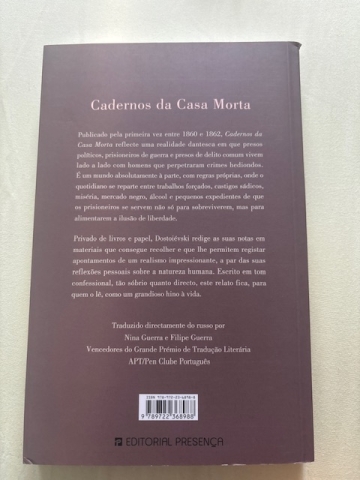 Cadernos da Casa Morta
Publicado pela primeira vez entre 1860 e 1862, Cadernos da
Casa Morta reflecte uma realidade dantesca em que presos
políticos, prisioneiros de guerra e presos de delito comum vivem
lado a lado com homens que perpetraram crimes hediondos.
É um mundo absolutamente à parte, com regras próprias, onde o
quotidiano se reparte entre trabalhos forçados, castigos sádicos,
miséria, mercado negro, álcool e pequenos expedientes de que
os prisioneiros se servem não só para sobreviverem, mas para
alimentarem a ilusão de liberdade.
Privado de livros e papel, Dostoiévski redige as suas notas em
materiais que consegue recolher e que lhe permitem registar
apontamentos de um realismo impressionante, a par das suas
reflexões pessoais sobre a natureza humana. Escrito em tom
confessional, tão sóbrio quanto directo, este relato fica, para
quem o lê, como um grandioso hino à vida.
Traduzido directamente do russo por
Nina Guerra e Filipe Guerra
Vencedores do Grande Prémio de Tradução Literária
APT/Pen Clube Português
ISBN 978-972-23-6898-8
9 789722 368988
EDITORIAL PRESENÇA